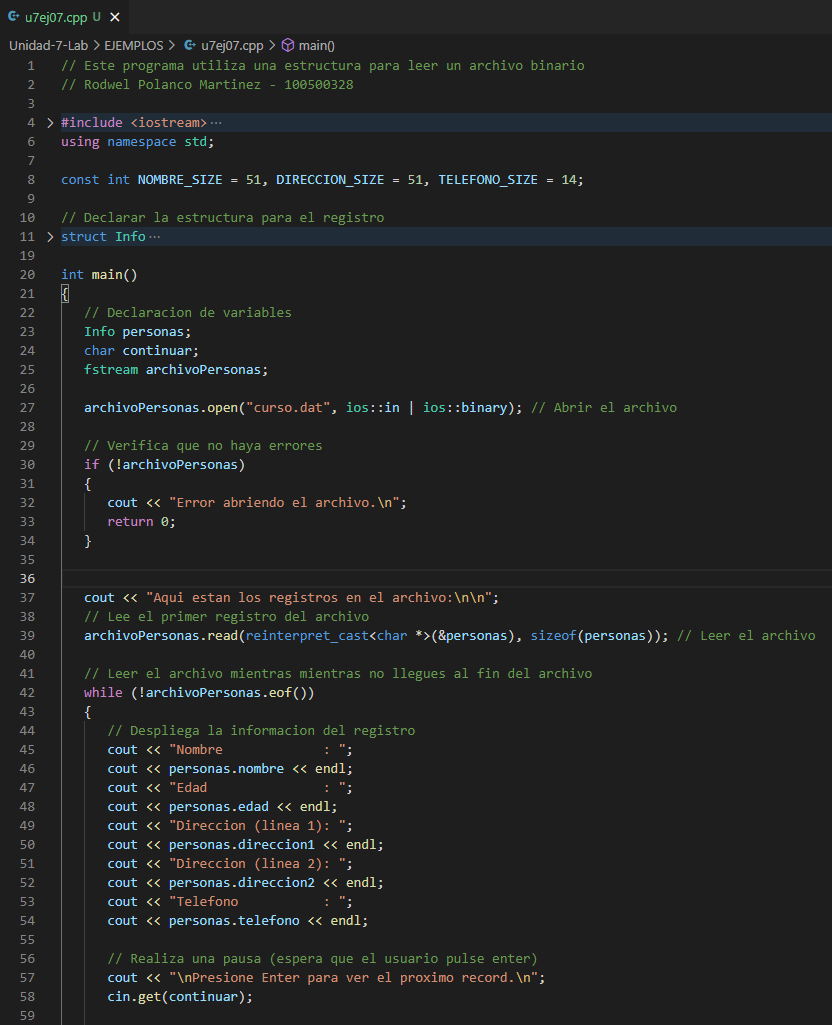 u7ej07.cpp U ×
Unidad-7-Lab > EJEMPLOS > u7ej07.cpp > main()
1 // Este programa utiliza una estructura para leer un archivo binario
2 // Rodwel Polanco Martinez - 100500328
3
4 > #include <iostream> ···
6 using namespace std;
7
8 const int NOMBRE_SIZE = 51, DIRECCION_SIZE = 51, TELEFONO_SIZE = 14;
9
10 // Declarar la estructura para el registro
11 > struct Info ···
19
20 int main()
21 {
22 // Declaracion de variables
23 Info personas;
24 char continuar;
25 fstream archivoPersonas;
26
27 archivoPersonas.open("curso.dat", ios::in | ios::binary); // Abrir el archivo
28
29 // Verifica que no haya errores
30 if (!archivoPersonas)
31 {
32 cout << "Error abriendo el archivo.\n";
33 return 0;
34 }
35
36
37 cout << "Aqui estan los registros en el archivo:\n\n";
38 // Lee el primer registro del archivo
39 archivoPersonas.read(reinterpret_cast<char *>(&personas), sizeof(personas)); // Leer el archivo
40
41 // Leer el archivo mientras mientras no llegues al fin del archivo
42 while (!archivoPersonas.eof())
43 {
44 // Despliega la informacion del registro
45 cout << "Nombre             : ";
46 cout << personas.nombre << endl;
47 cout << "Edad               : ";
48 cout << personas.edad << endl;
49 cout << "Direccion (linea 1): ";
50 cout << personas.direccion1 << endl;
51 cout << "Direccion (linea 2): ";
52 cout << personas.direccion2 << endl;
53 cout << "Telefono           : ";
54 cout << personas.telefono << endl;
55
56 // Realiza una pausa (espera que el usuario pulse enter)
57 cout << "\nPresione Enter para ver el proximo record.\n";
58 cin.get(continuar);
59